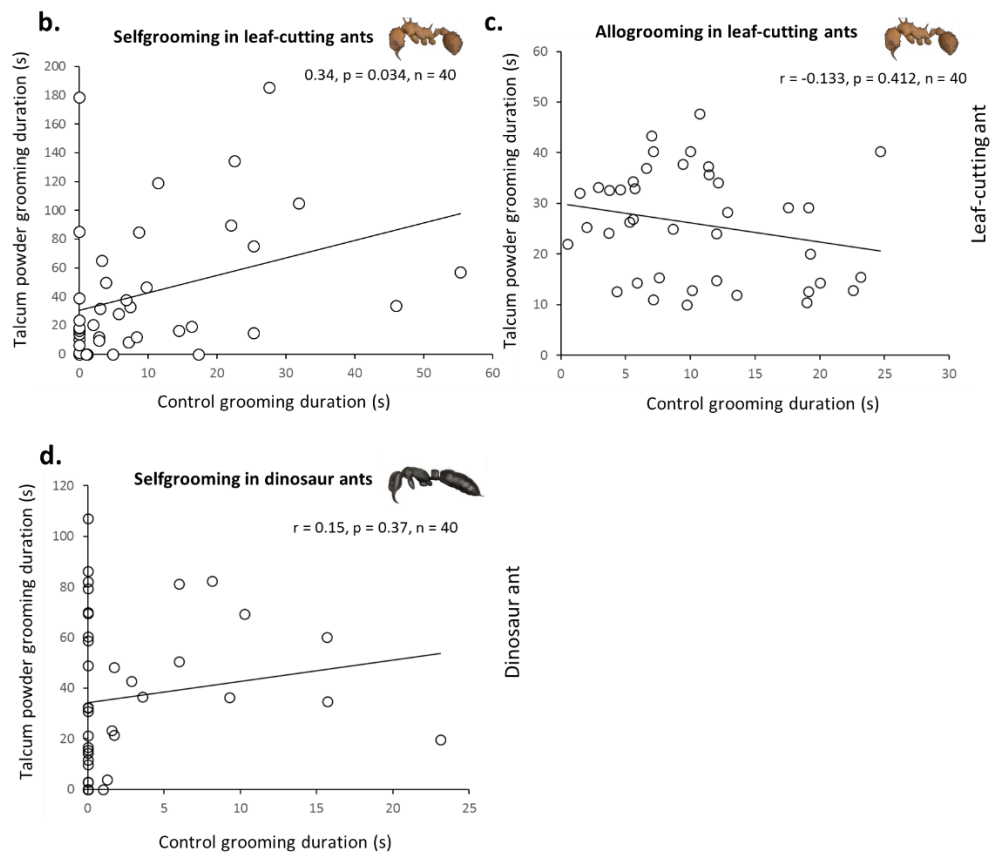 b.
Selfgrooming in leaf-cutting ants
0.34, p = 0.034, n = 40
Talcum powder grooming duration (s)
200
180
160
140
120
100
80
60
40
20
0
0 10 20 30 40 50 60
Control grooming duration (s)
c.
Allogrooming in leaf-cutting ants
r = -0.133, p = 0.412, n = 40
Talcum powder grooming duration (s)
60
50
40
30
20
10
0
0 5 10 15 20 25 30
Control grooming duration (s)
Leaf-cutting ant
d.
Selfgrooming in dinosaur ants
r = 0.15, p = 0.37, n = 40
Talcum powder grooming duration (s)
120
100
80
60
40
20
0
0 5 10 15 20 25
Control grooming duration (s)
Dinosaur ant